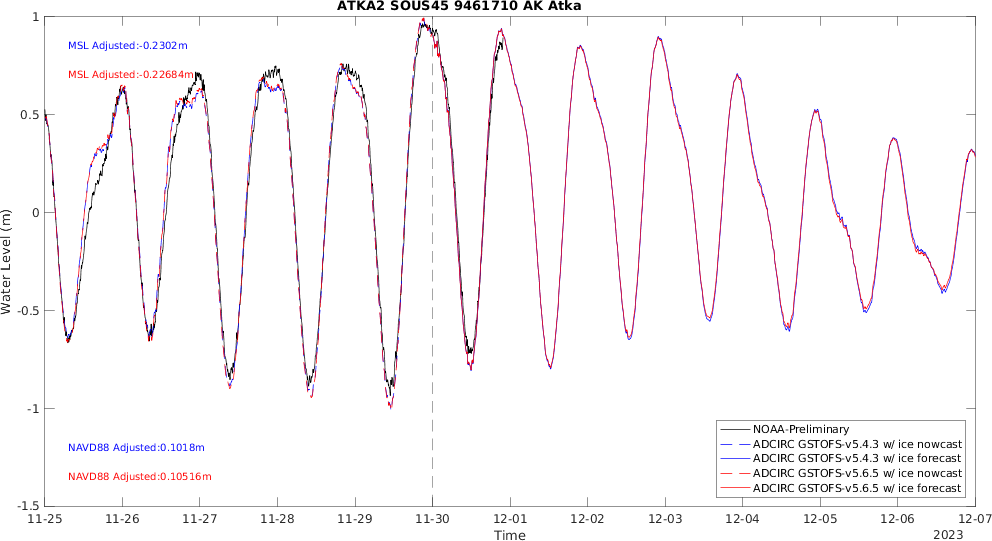 ATKA2 SOUS45 9461710 AK Atka
MSL Adjusted:-0.2302m
MSL Adjusted:-0.22684m
NAVD88 Adjusted:0.1018m
NAVD88 Adjusted:0.10516m
Water Level (m)
1
0.5
0
-0.5
-1
-1.5
NOAA-Preliminary
ADCIRC GSTOFS-v5.4.3 w/ ice nowcast
ADCIRC GSTOFS-v5.4.3 w/ ice forecast
ADCIRC GSTOFS-v5.6.5 w/ ice nowcast
ADCIRC GSTOFS-v5.6.5 w/ ice forecast
11-25 11-26 11-27 11-28 11-29 11-30 12-01 12-02 12-03 12-04 12-05 12-06 12-07
Time
2023